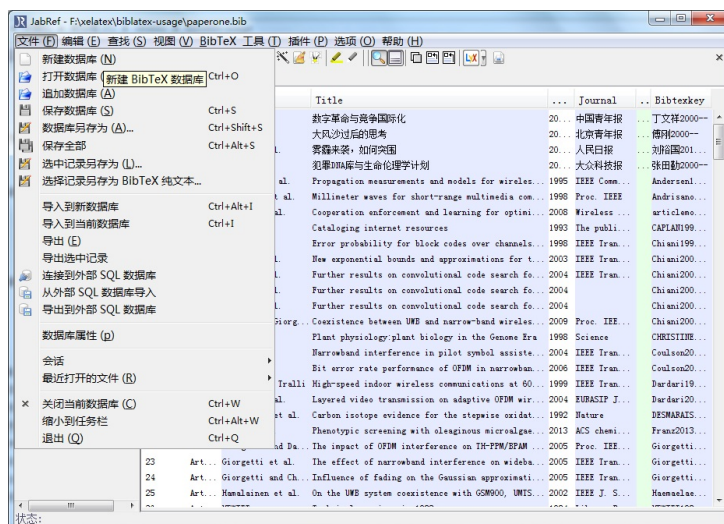 JabRef - F:\xelatex\biblatex-usage\paperone.bib
文件 (F) 编辑 (E) 查找 (S) 视图 (V) BibTeX 工具 (T) 插件 (P) 选项 (O) 帮助 (H)
新建数据库 (N)
打开数据库 Ctrl+O
新建 BibTeX 数据库
追加数据库 (A)
保存数据库 (S) Ctrl+S
数据库另存为 (A)... Ctrl+Shift+S
保存全部 Ctrl+Alt+S
选中记录另存为 (L)...
选择记录另存为 BibTeX 纯文本...
导入到新数据库 Ctrl+Alt+I
导入到当前数据库 Ctrl+I
导出 (E)
导出选中记录
连接到外部 SQL 数据库
从外部 SQL 数据库导入
导出到外部 SQL 数据库
数据库属性 (p)
会话
最近打开的文件 (R)
关闭当前数据库 (C) Ctrl+W
缩小到任务栏 Ctrl+Alt+W
退出 (Q) Ctrl+Q
Title ... Journal .. Bibtexkey
数字革命与竞争国际化 20... 中国青年报 ... 丁文祥2000--
大风沙过后的思考 20... 北京青年报 ... 傅刚2000--
雾霾来袭，如何突围 20... 人民日报 ... 刘裕国201...
犯罪DNA库与生命伦理学计划 20... 大众科技报 ... 张田勤2000--
al. Propagation measurements and models for wireles... 1995 IEEE Comm... Andersen1...
t al. Millimeter waves for short-range multimedia com... 1998 Proc. IEEE Andrisano...
al. Cooperation enforcement and learning for optimi... 2008 Wireless ... articlemo...
Cataloging internet resources 1993 The publi... CAPLAN199...
Error probability for block codes over channels... 1998 IEEE Tran... Chiani199...
l. New exponential bounds and approximations for t... 2003 IEEE Tran... Chiani200...
l. Further results on convolutional code search fo... 2004 IEEE Tran... Chiani200...
l. Further results on convolutional code search fo... 2004 Chiani200...
l. Further results on convolutional code search fo... 2004 Chiani200...
Giorg... Coexistence between UWB and narrow-band wireles... 2009 Proc. IEE... Chiani200...
Plant physiology:plant biology in the Genome Era 1998 Science CHRISTINE...
Narrowband interference in pilot symbol assiste... 2004 IEEE Tran... Coulson20...
Bit error rate performance of OFDM in narrowban... 2006 IEEE Tran... Coulson20...
Tralli High-speed indoor wireless communications at 60... 1999 IEEE Tran... Dardari19...
al. Layered video transmission on adaptive OFDM wir... 2004 EURASIP J... Dardari20...
et al. Carbon isotope evidence for the stepwise oxidat... 1992 Nature DESMARAIS...
Phenotypic screening with oleaginous microalgae... 2013 ACS chemi... Franz2013...
nd Da... The impact of OFDM interference on TH-PPM/BPAM ... 2005 Proc. IEE... Giorgetti...
23 Art... Giorgetti et al. The effect of narrowband interference on wideba... 2005 IEEE Tran... Giorgetti...
24 Art... Giorgetti and Ch... Influence of fading on the Gaussian approximati... 2005 IEEE Tran... Giorgetti...
25 Art... Hamalainen et al. On the UWB system coexistence with GSM900, UMTS... 2002 IEEE J. S... Haemaelae...
状态: